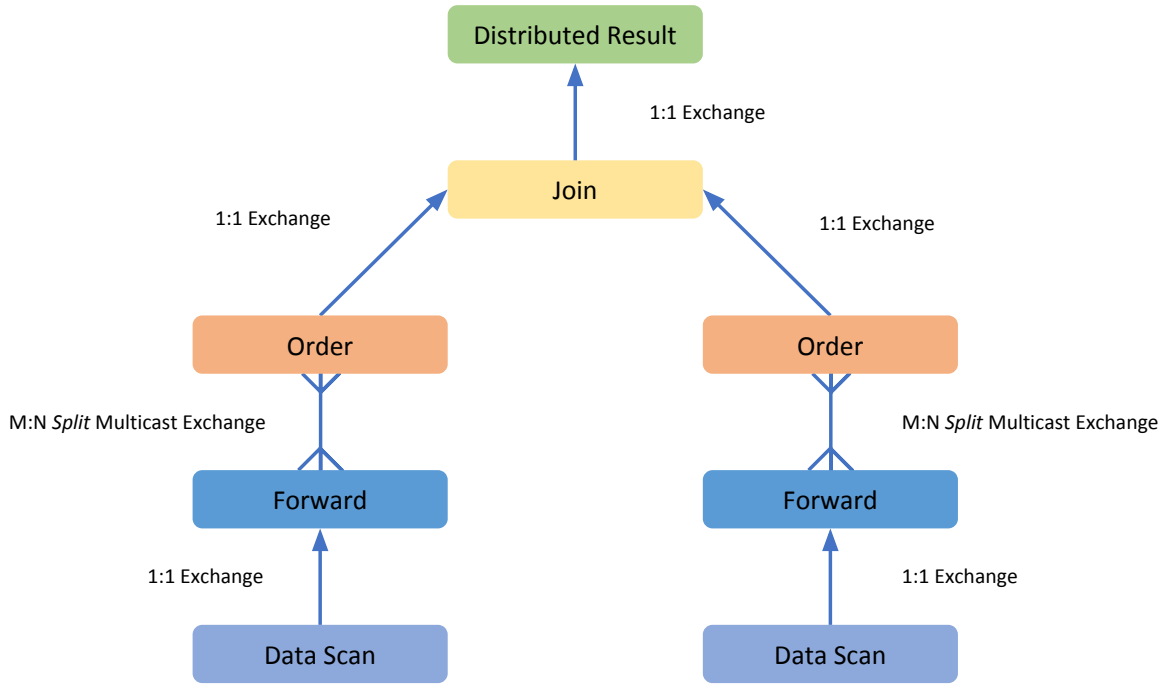 Distributed Result
1:1 Exchange
Join
1:1 Exchange
1:1 Exchange
Order
Order
M:N Split Multicast Exchange
M:N Split Multicast Exchange
Forward
Forward
1:1 Exchange
1:1 Exchange
Data Scan
Data Scan